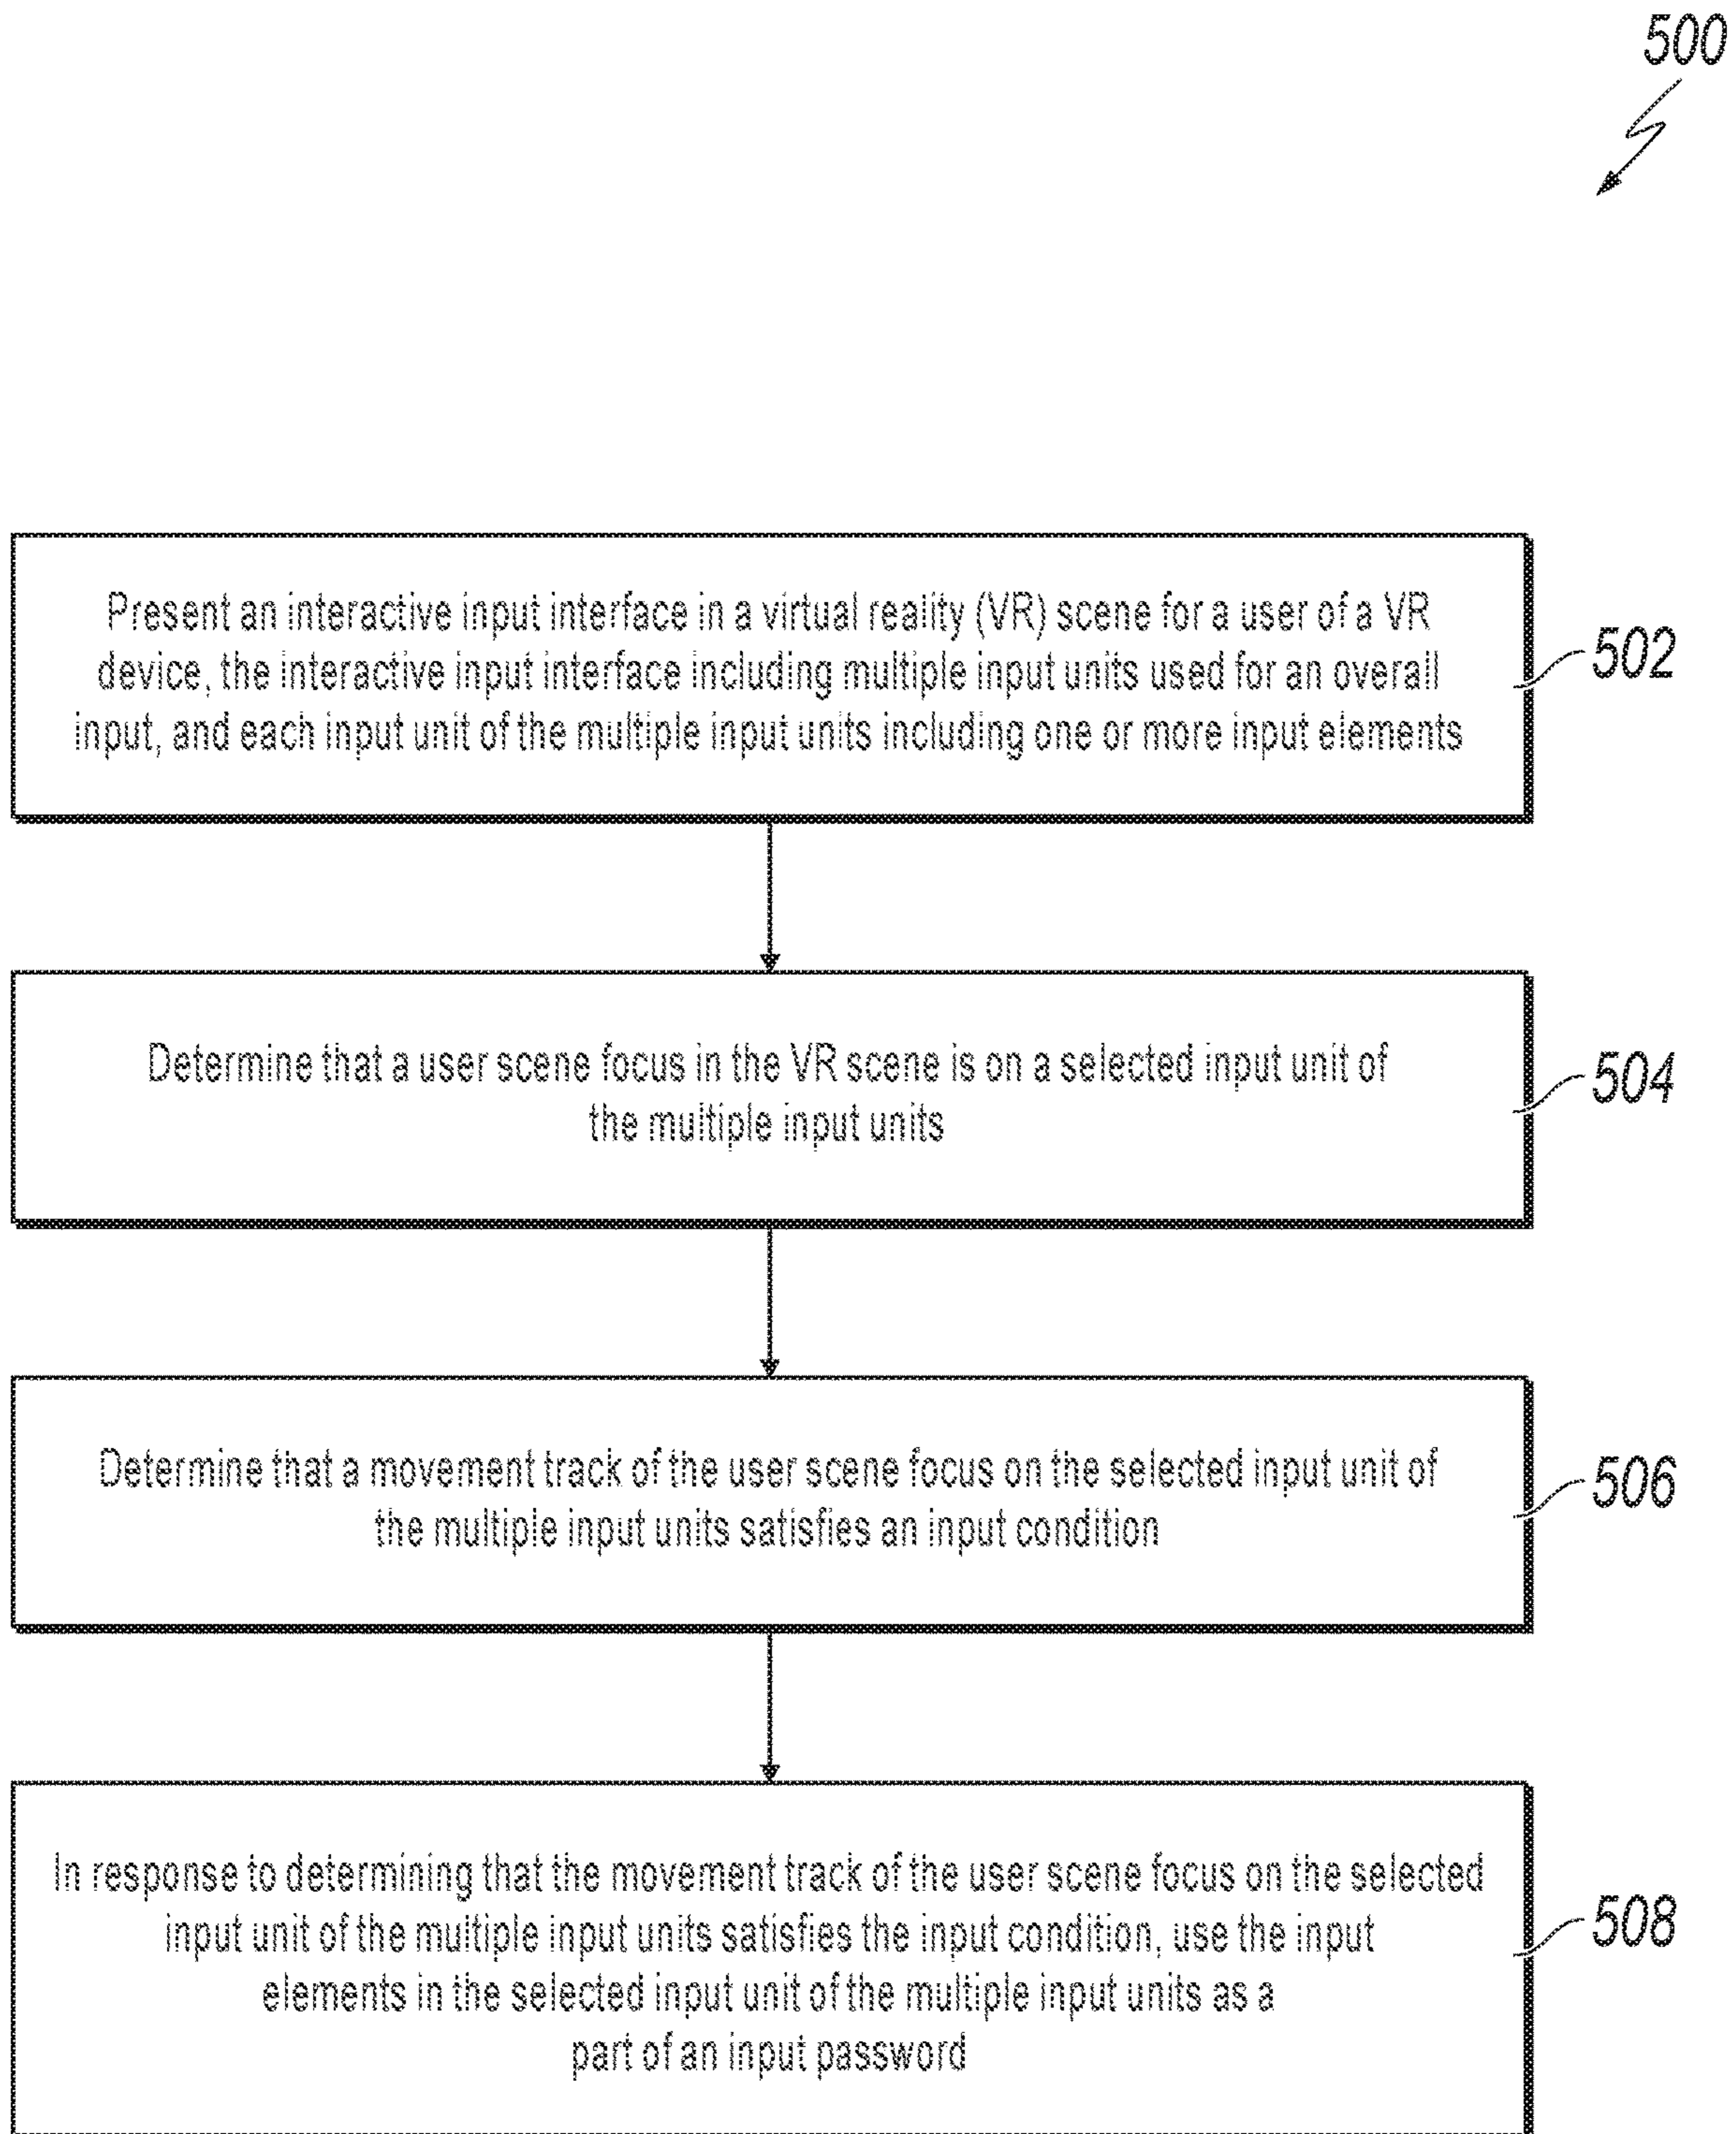 500
Present an interactive input interface in a virtual reality (VR) scene for a user of a VR
device, the interactive input interface including multiple input units used for an overall
input, and each input unit of the multiple input units including one or more input elements
502
Determine that a user scene focus in the VR scene is on a selected input unit of
the multiple input units
504
Determine that a movement track of the user scene focus on the selected input unit of
the multiple input units satisfies an input condition
506
In response to determining that the movement track of the user scene focus on the selected
input unit of the multiple input units satisfies the input condition, use the input
elements in the selected input unit of the multiple input units as a
part of an input password
508